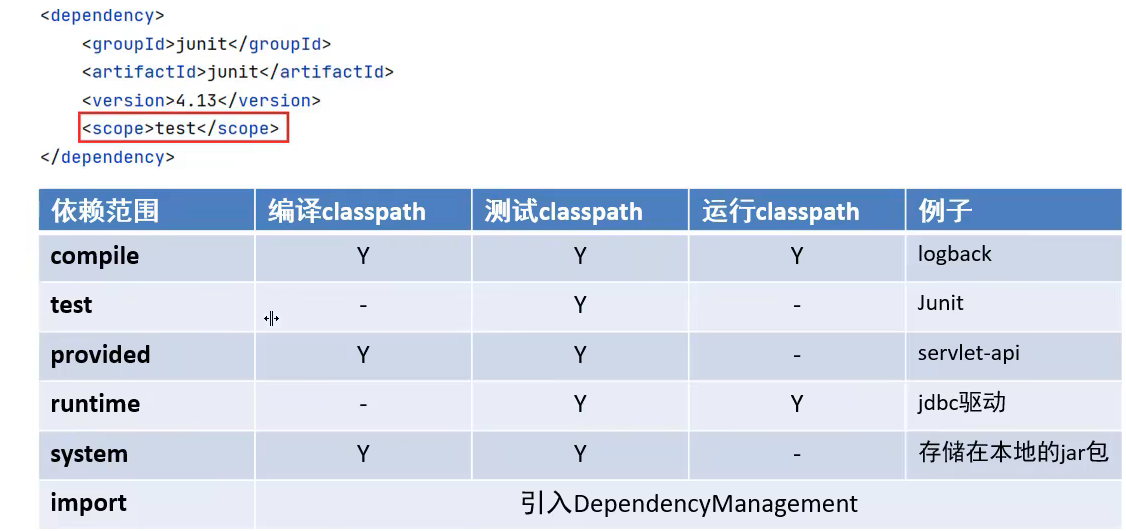 <dependency>
<groupId>junit</groupId>
<artifactId>junit</artifactId>
<version>4.13</version>
<scope>test</scope>
</dependency>
依赖范围 编译classpath 测试classpath 运行classpath 例子
compile Y Y Y logback
test - Y - Junit
provided Y Y - servlet-api
runtime - Y Y jdbc驱动
system Y Y - 存储在本地的jar包
import 引入DependencyManagement